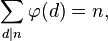 ∑_{d|n} φ(d) = n,